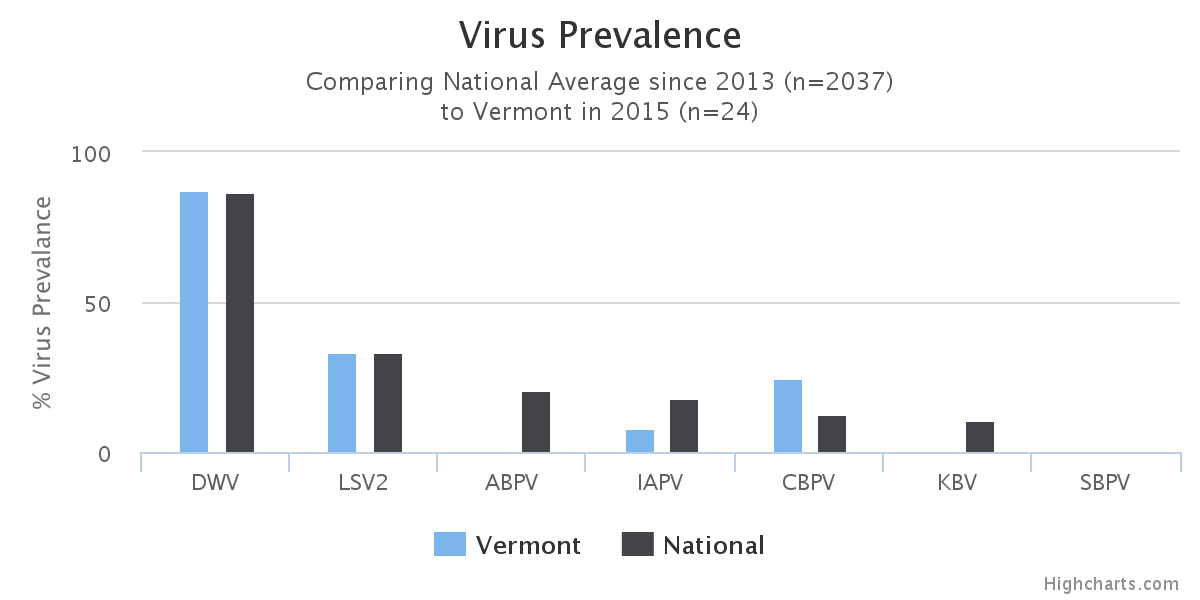 Virus Prevalence
Comparing National Average since 2013 (n=2037)
to Vermont in 2015 (n=24)
% Virus Prevalance
100
50
0
DWV
LSV2
ABPV
IAPV
CBPV
KBV
SBPV
Vermont
National
Highcharts.com